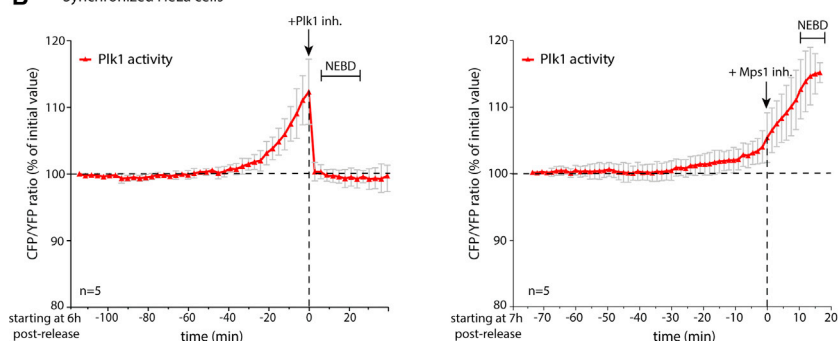 B Synchronized HeLa cells
+Plk1 inh.
120
Plk1 activity
NEBD
110
100
90
80
CFP/YFP ratio (% of initial value)
n=5
-100 -80 -60 -40 -20 0 20
starting at 6h
post-release
time (min)
NEBD
120
Plk1 activity
+ Mps1 inh.
110
100
90
80
CFP/YFP ratio (% of initial value)
n=5
-70 -60 -50 -40 -30 -20 -10 0 10 20
starting at 7h
post-release
time (min)